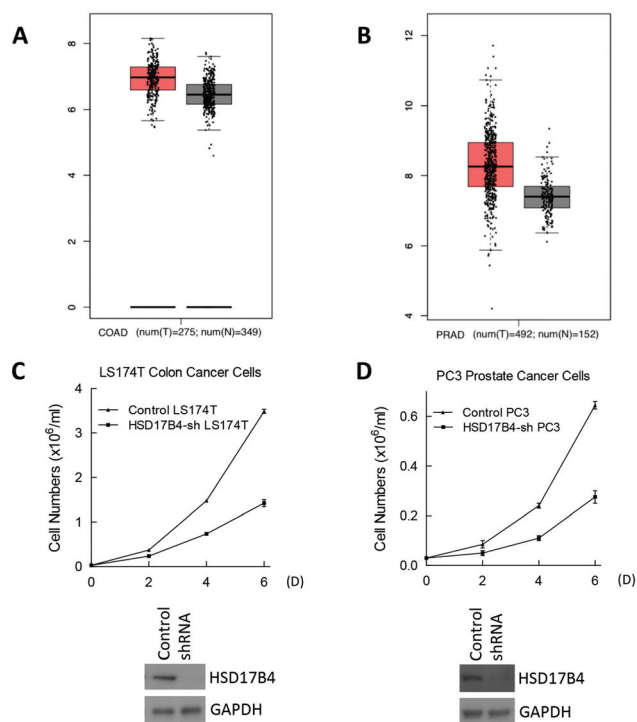 A
8
6
4
2
0
COAD (num(T)=275; num(N)=349)
B
12
10
8
6
4
PRAD (num(T)=492; num(N)=152)
C
LS174T Colon Cancer Cells
Control LS174T
HSD17B4-sh LS174T
Cell Numbers (x10⁶/ml)
4
3
2
1
0
0 2 4 6 (D)
Control
shRNA
HSD17B4
GAPDH
D
PC3 Prostate Cancer Cells
Control PC3
HSD17B4-sh PC3
Cell Numbers (x10⁶/ml)
0.6
0.4
0.2
0.0
0 2 4 6 (D)
Control
shRNA
HSD17B4
GAPDH